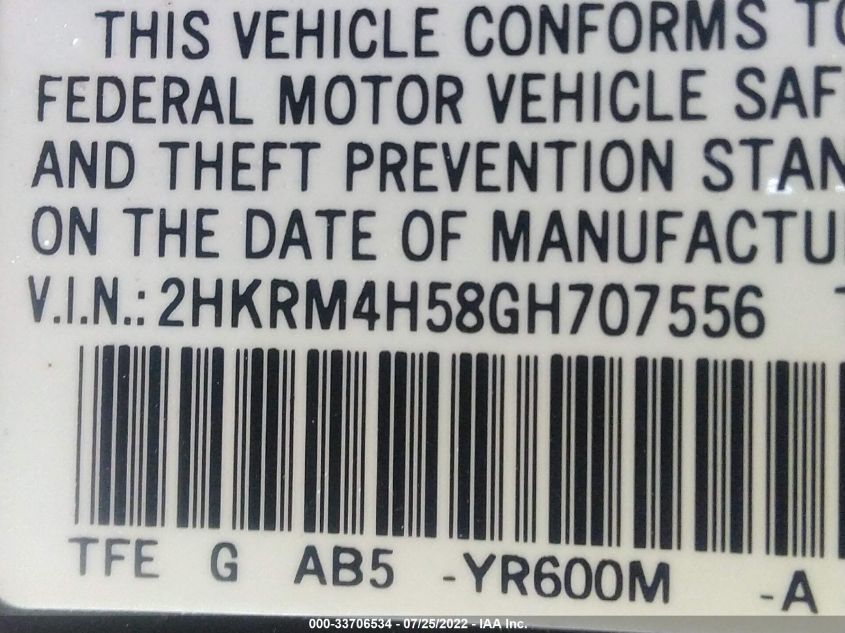 THIS VEHICLE CONFORMS TO
FEDERAL MOTOR VEHICLE SAF
AND THEFT PREVENTION STAN
ON THE DATE OF MANUFACTU
V.I.N.: 2HKRM4H58GH707556
TFE G AB5 -YR600M -A
000-33706534 - 07/25/2022 - IAA Inc.